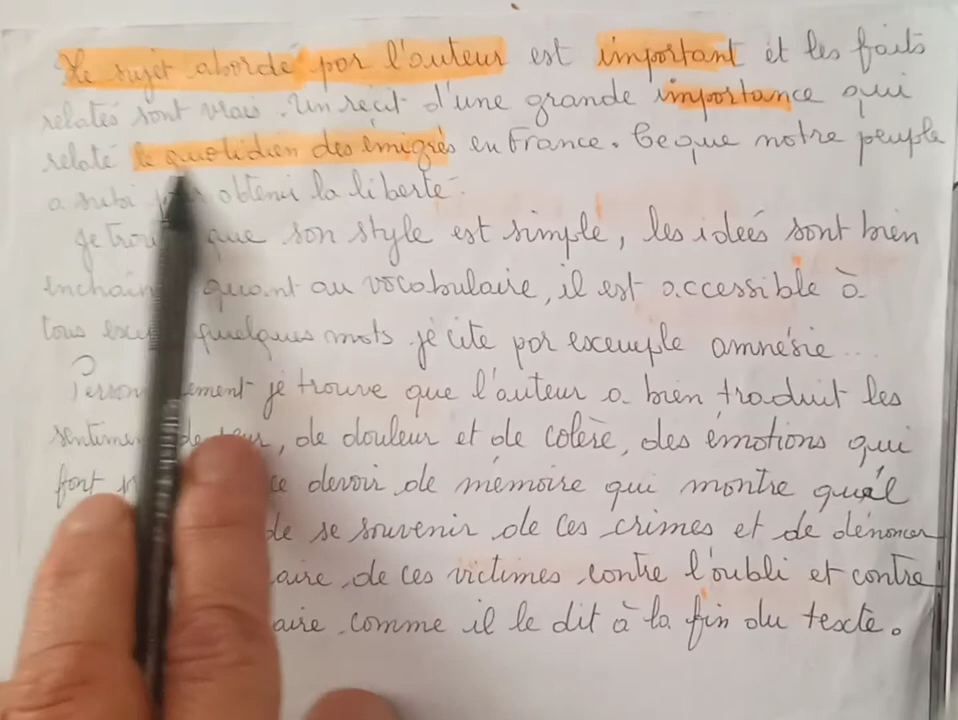 Le sujet abordé par l'auteur est important et les faits
relatés sont vrais. Un récit d'une grande importance qui
relate le quotidien des émigrés en France. Ce que notre peuple
a subi obtenir la liberté.
Je que son style est simple, les idées sont bien
quant au vocabulaire, il est accessible à
tous quelques mots je cite par exemple amnésie...
je trouve que l'auteur a bien traduit les
de douleur et de colère, des émotions qui
font ce devoir de mémoire qui montre qu'il
de se souvenir de ces crimes et de dénoncer
de ces victimes contre l'oubli et contre
comme il le dit à la fin du texte.